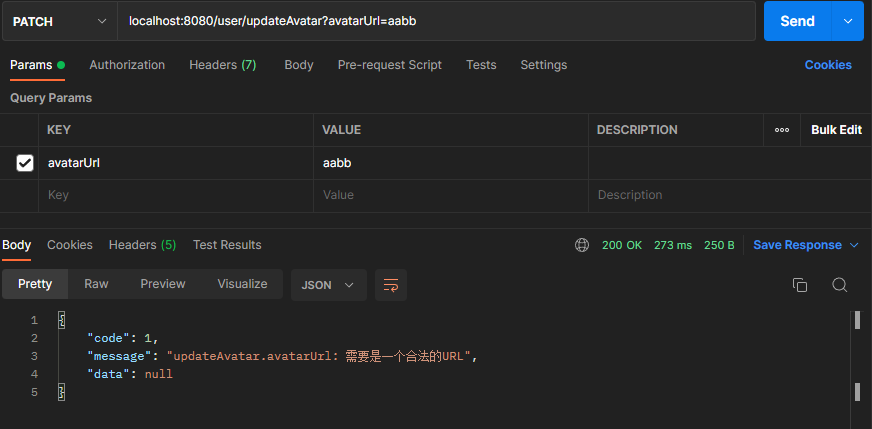 PATCH localhost:8080/user/updateAvatar?avatarUrl=aabb Send
Params Authorization Headers (7) Body Pre-request Script Tests Settings Cookies
Query Params
KEY VALUE DESCRIPTION ooo Bulk Edit
avatarUrl aabb
Key Value Description
Body Cookies Headers (5) Test Results 200 OK 273 ms 250 B Save Response
Pretty Raw Preview Visualize JSON
1 {
2 "code": 1,
3 "message": "updateAvatar.avatarUrl: 需要是一个合法的URL",
4 "data": null
5 }